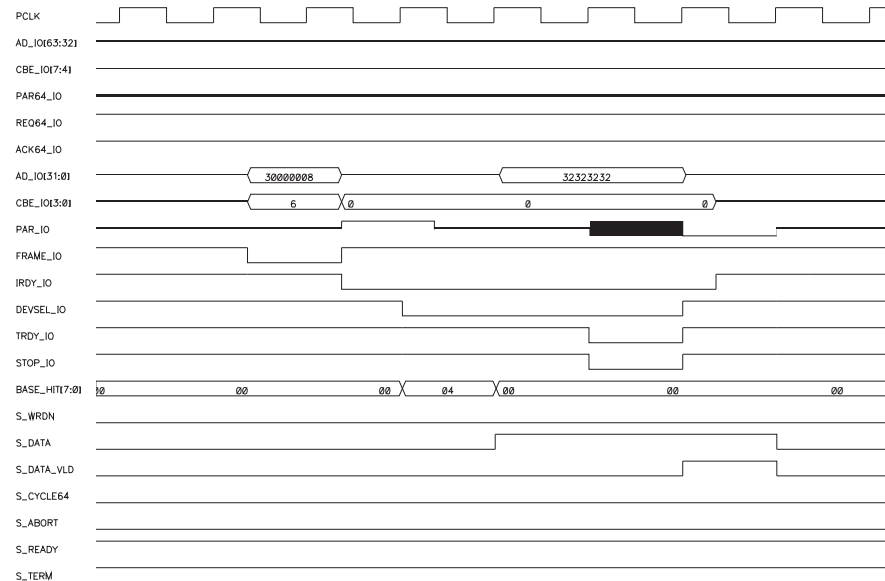 PCLK
AD_IO[63:32]
CBE_IO[7:4]
PAR64_IO
REQ64_IO
ACK64_IO
AD_IO[31:0] 30000008 32323232
CBE_IO[3:0] 6 0 0 0
PAR_IO
FRAME_IO
IRDY_IO
DEVSEL_IO
TRDY_IO
STOP_IO
BASE_HIT[7:0] 00 00 00 04 00 00 00
S_WRDN
S_DATA
S_DATA_VLD
S_CYCLE64
S_ABORT
S_READY
S_TERM